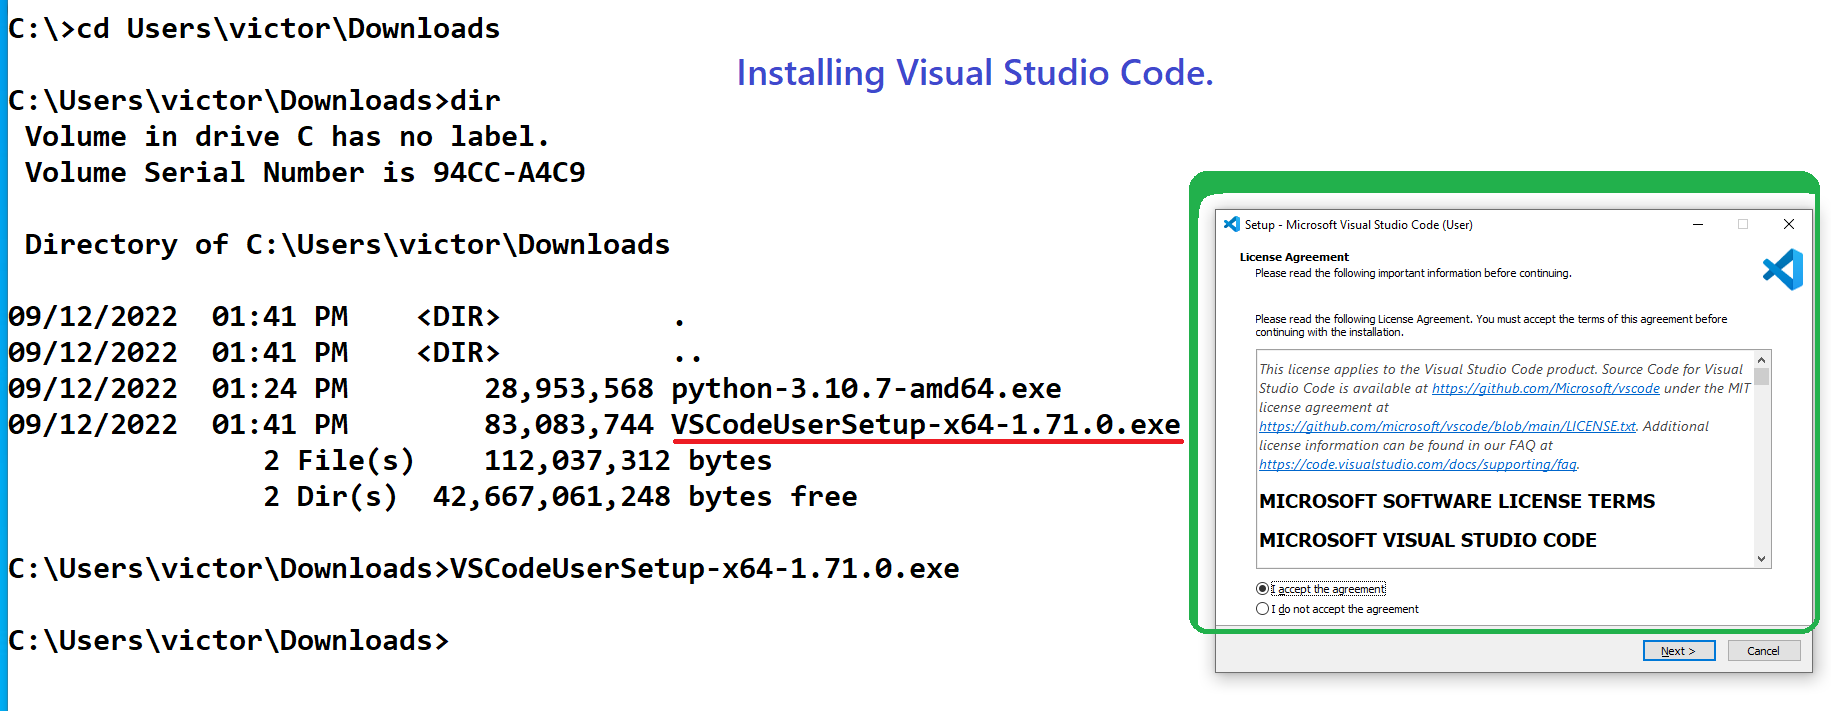 C:\>cd Users\victor\Downloads
Installing Visual Studio Code.
C:\Users\victor\Downloads>dir
Volume in drive C has no label.
Volume Serial Number is 94CC-A4C9
Directory of C:\Users\victor\Downloads
09/12/2022  01:41 PM    <DIR>          .
09/12/2022  01:41 PM    <DIR>          ..
09/12/2022  01:24 PM        28,953,568 python-3.10.7-amd64.exe
09/12/2022  01:41 PM        83,083,744 VSCodeUserSetup-x64-1.71.0.exe
2 File(s)    112,037,312 bytes
2 Dir(s)  42,667,061,248 bytes free
C:\Users\victor\Downloads>VSCodeUserSetup-x64-1.71.0.exe
C:\Users\victor\Downloads>
Setup - Microsoft Visual Studio Code (User)
License Agreement
Please read the following important information before continuing.
Please read the following License Agreement. You must accept the terms of this agreement before
continuing with the installation.
This license applies to the Visual Studio Code product. Source Code for Visual
Studio Code is available at https://github.com/Microsoft/vscode under the MIT
license agreement at
https://github.com/microsoft/vscode/blob/main/LICENSE.txt. Additional
license information can be found in our FAQ at
https://code.visualstudio.com/docs/supporting/faq.
MICROSOFT SOFTWARE LICENSE TERMS
MICROSOFT VISUAL STUDIO CODE
I accept the agreement
I do not accept the agreement
Next >
Cancel